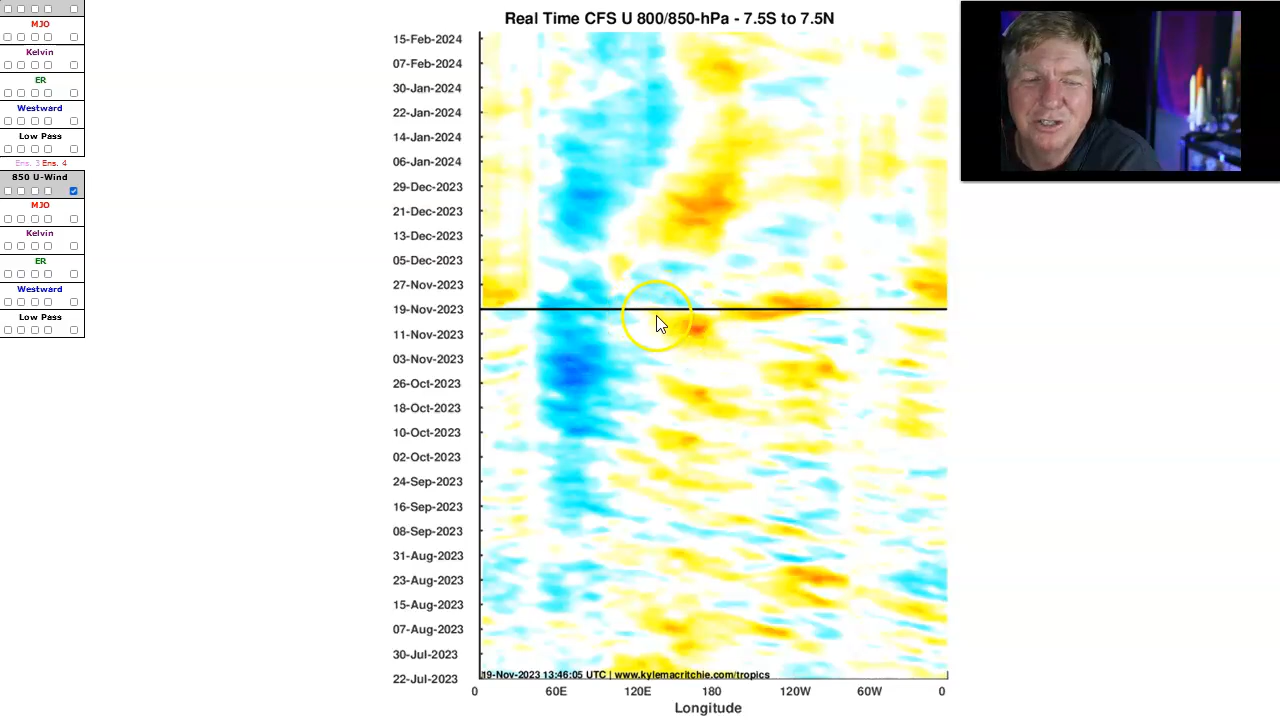 MJO
Kelvin
ER
Westward
Low Pass
Ens. 3 Ens. 4
850 U-Wind
MJO
Kelvin
ER
Westward
Low Pass
Real Time CFS U 800/850-hPa - 7.5S to 7.5N
15-Feb-2024
07-Feb-2024
30-Jan-2024
22-Jan-2024
14-Jan-2024
06-Jan-2024
29-Dec-2023
21-Dec-2023
13-Dec-2023
05-Dec-2023
27-Nov-2023
19-Nov-2023
11-Nov-2023
03-Nov-2023
26-Oct-2023
18-Oct-2023
10-Oct-2023
02-Oct-2023
24-Sep-2023
16-Sep-2023
08-Sep-2023
31-Aug-2023
23-Aug-2023
15-Aug-2023
07-Aug-2023
30-Jul-2023
22-Jul-2023
19-Nov-2023 13:46:05 UTC | www.kylemacritchie.com/tropics
0 60E 120E 180 120W 60W 0
Longitude